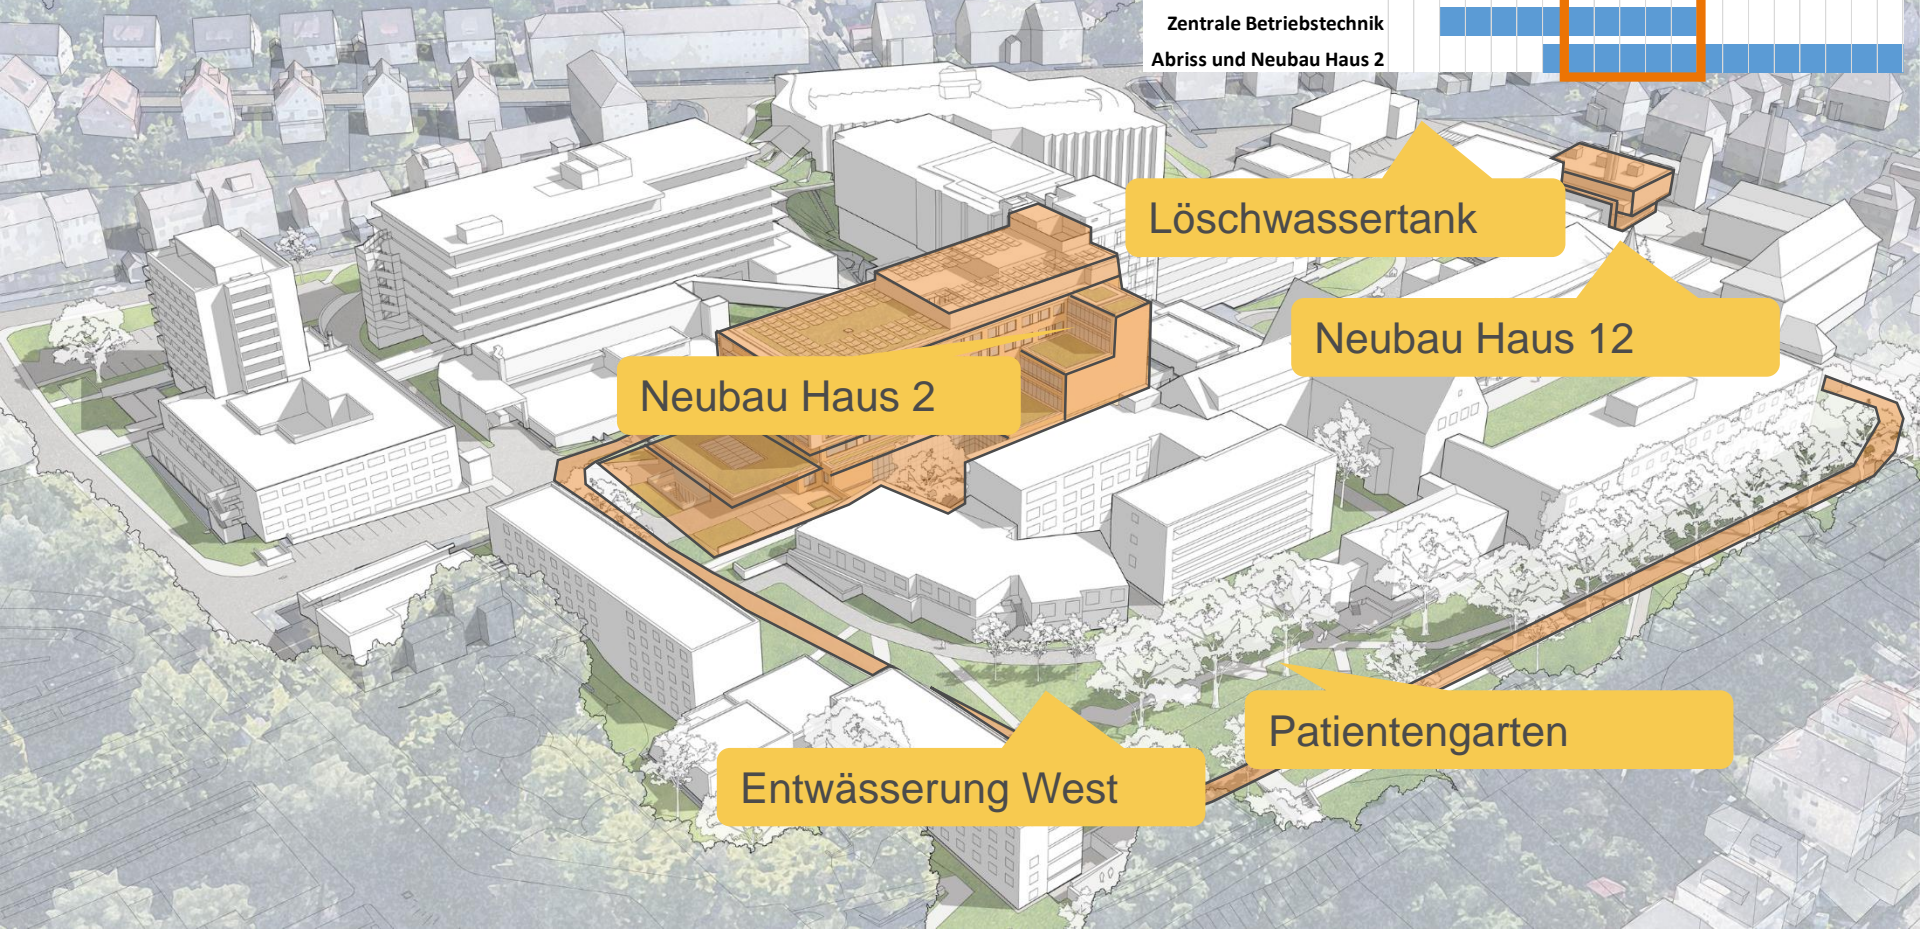 Zentrale Betriebstechnik
Abriss und Neubau Haus 2
Löschwassertank
Neubau Haus 12
Neubau Haus 2
Patientengarten
Entwässerung West